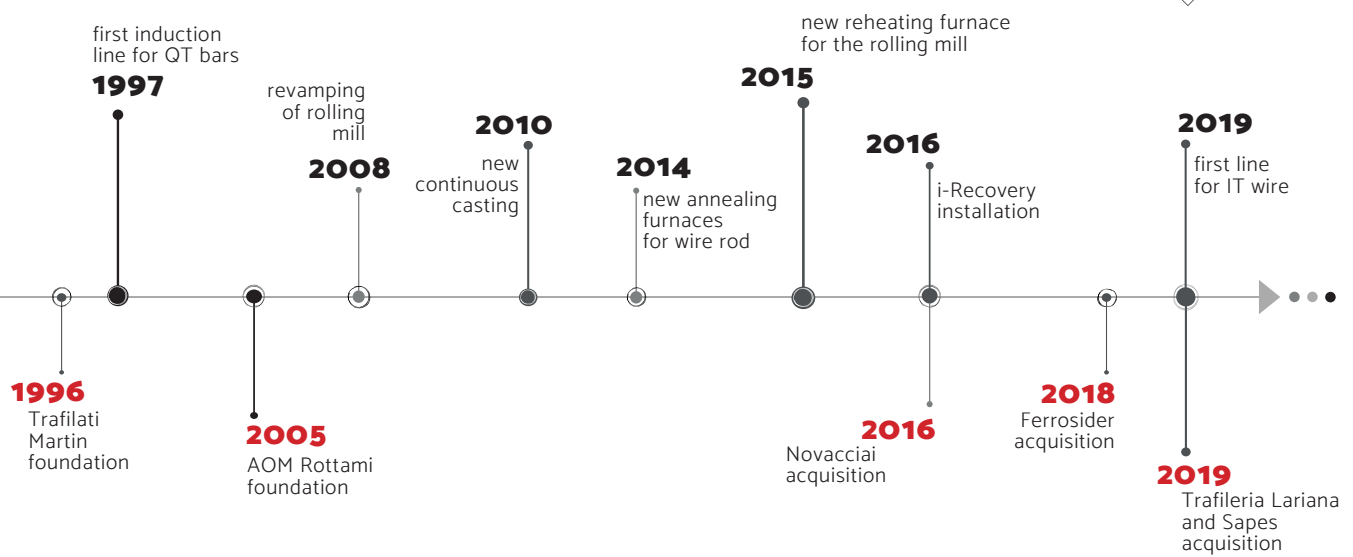 first induction
line for QT bars
1997
revamping
of rolling
mill
2008
2010
new
continuous
casting
2014
new annealing
furnaces
for wire rod
new reheating furnace
for the rolling mill
2015
2016
i-Recovery
installation
2019
first line
for IT wire
1996
Trafilati
Martin
foundation
2005
AOM Rottami
foundation
2016
Novacciai
acquisition
2018
Ferrosider
acquisition
2019
Trafileria Lariana
and Sapes
acquisition